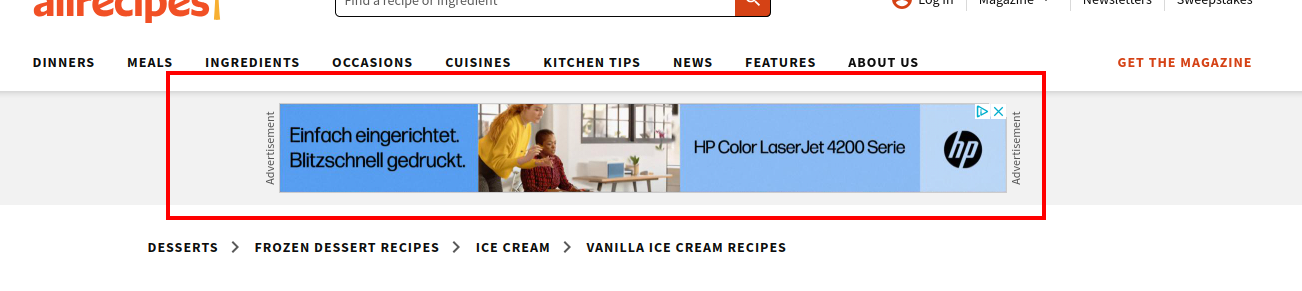 allrecipes
Find a recipe or ingredient
Log In
Magazine
Newsletters
Sweepstakes
DINNERS MEALS INGREDIENTS OCCASIONS CUISINES KITCHEN TIPS NEWS FEATURES ABOUT US GET THE MAGAZINE
Advertisement
Einfach eingerichtet.
Blitzschnell gedruckt.
HP Color LaserJet 4200 Serie
hp
Advertisement
DESSERTS > FROZEN DESSERT RECIPES > ICE CREAM > VANILLA ICE CREAM RECIPES